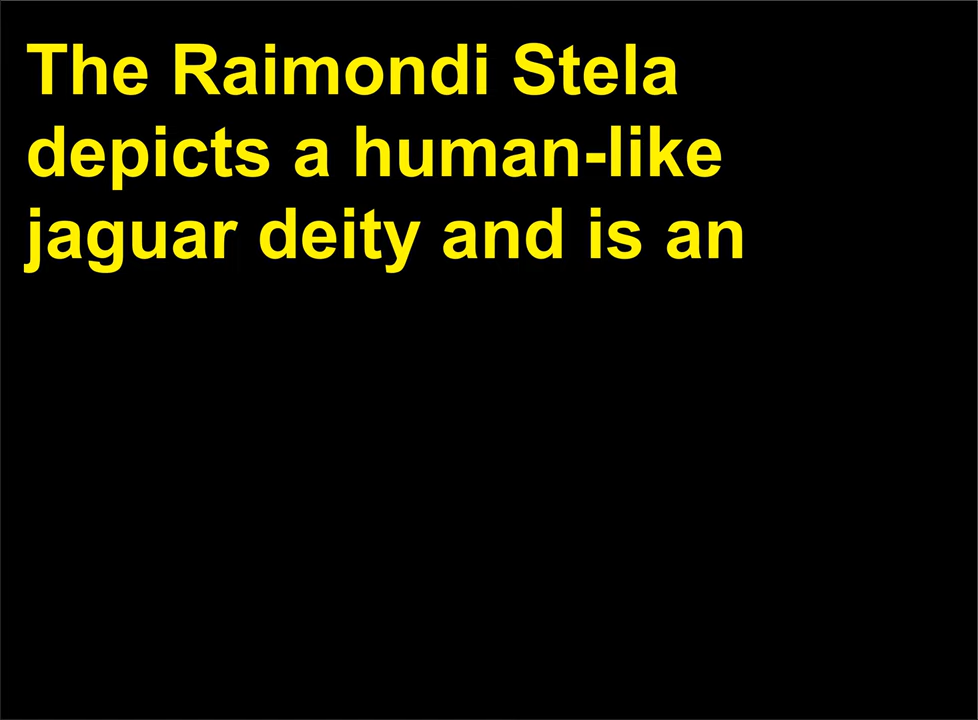 The Raimondi Stela
depicts a human-like
jaguar deity and is an